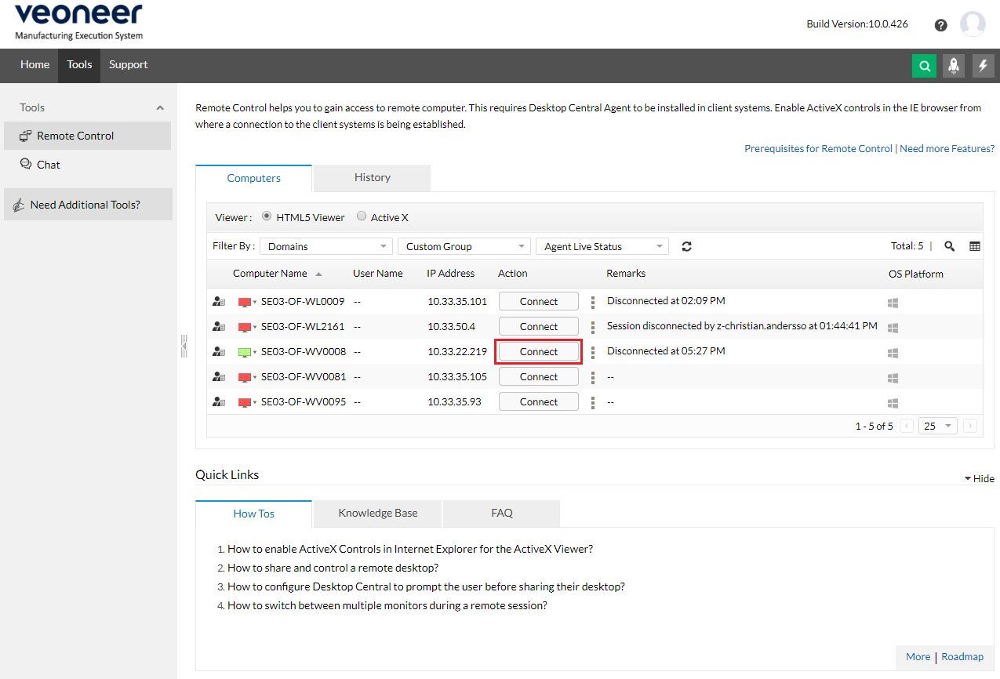 veoneer
Manufacturing Execution System
Build Version:10.0.426
?
Home Tools Support
Tools
Remote Control
Chat
Need Additional Tools?
Remote Control helps you to gain access to remote computer. This requires Desktop Central Agent to be installed in client systems. Enable ActiveX controls in the IE browser from
where a connection to the client systems is being established.
Prerequisites for Remote Control | Need more Features?
Computers History
Viewer : HTML5 Viewer Active X
Filter By : Domains Custom Group Agent Live Status Total: 5 |
Computer Name User Name IP Address Action Remarks OS Platform
SE03-OF-WL0009 -- 10.33.35.101 Connect Disconnected at 02:09 PM
SE03-OF-WL2161 -- 10.33.50.4 Connect Session disconnected by z-christian.andersso at 01:44:41 PM
SE03-OF-WV0008 -- 10.33.22.219 Connect Disconnected at 05:27 PM
SE03-OF-WV0081 -- 10.33.35.105 Connect --
SE03-OF-WV0095 -- 10.33.35.93 Connect --
1 - 5 of 5 25
Quick Links Hide
How Tos Knowledge Base FAQ
1. How to enable ActiveX Controls in Internet Explorer for the ActiveX Viewer?
2. How to share and control a remote desktop?
3. How to configure Desktop Central to prompt the user before sharing their desktop?
4. How to switch between multiple monitors during a remote session?
More | Roadmap